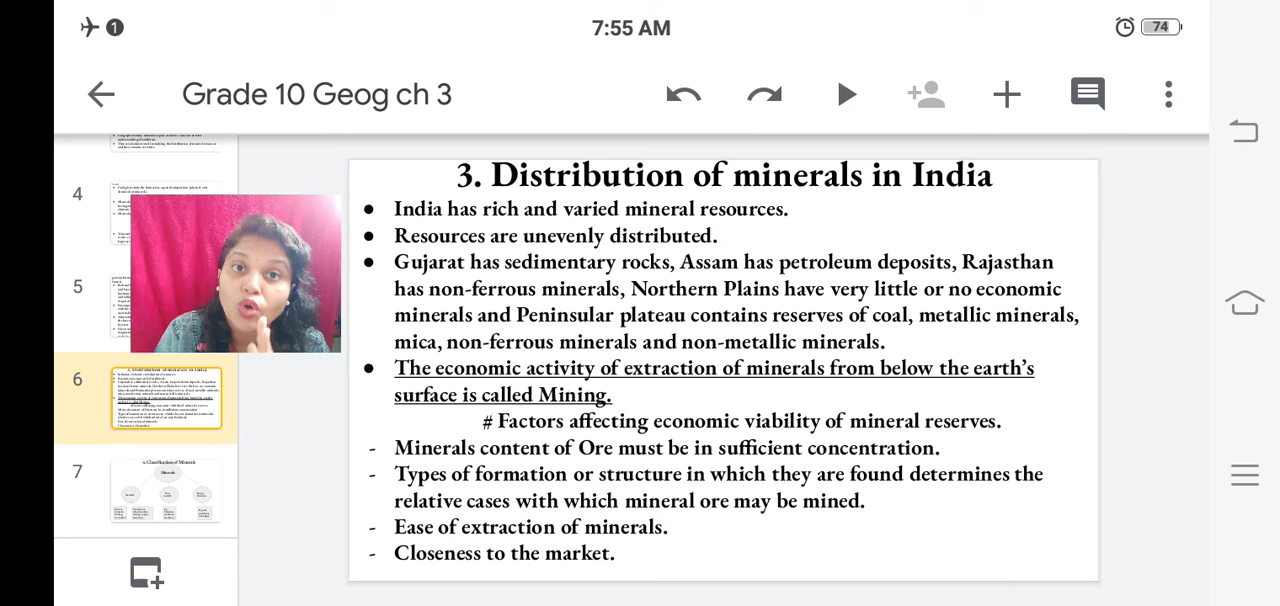 1
7:55 AM
74
Grade 10 Geog ch 3
4
5
6
7
3. Distribution of minerals in India
● India has rich and varied mineral resources.
● Resources are unevenly distributed.
● Gujarat has sedimentary rocks, Assam has petroleum deposits, Rajasthan
has non-ferrous minerals, Northern Plains have very little or no economic
minerals and Peninsular plateau contains reserves of coal, metallic minerals,
mica, non-ferrous minerals and non-metallic minerals.
● The economic activity of extraction of minerals from below the earth's
surface is called Mining.
# Factors affecting economic viability of mineral reserves.
- Minerals content of Ore must be in sufficient concentration.
- Types of formation or structure in which they are found determines the
relative cases with which mineral ore may be mined.
- Ease of extraction of minerals.
- Closeness to the market.